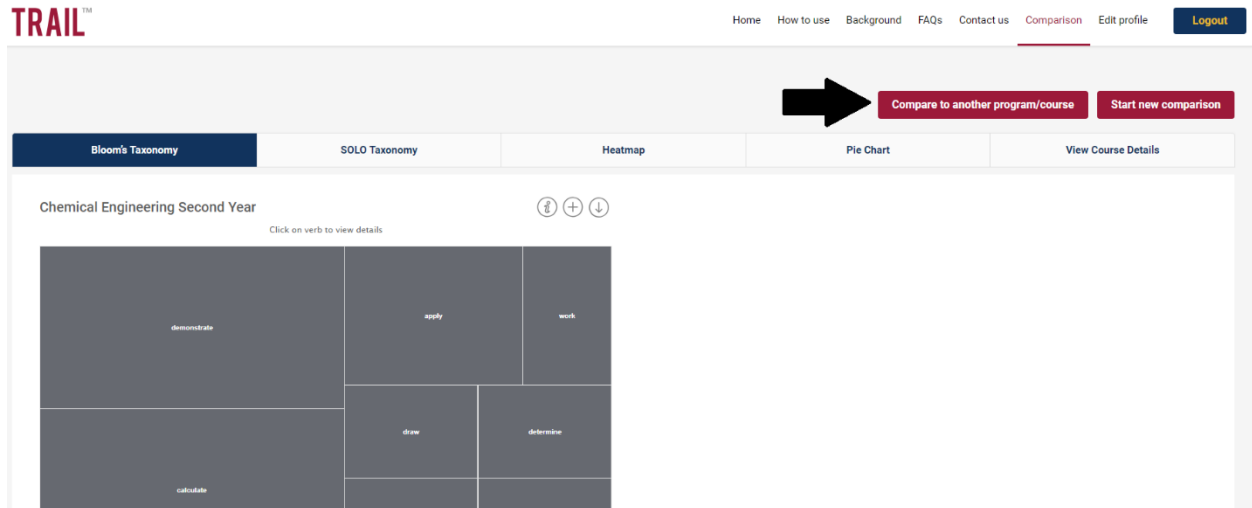 TRAIL™
Home How to use Background FAQs Contact us Comparison Edit profile Logout
Compare to another program/course Start new comparison
Bloom's Taxonomy SOLO Taxonomy Heatmap Pie Chart View Course Details
Chemical Engineering Second Year
Click on verb to view details
demonstrate
apply
work
draw
determine
calculate